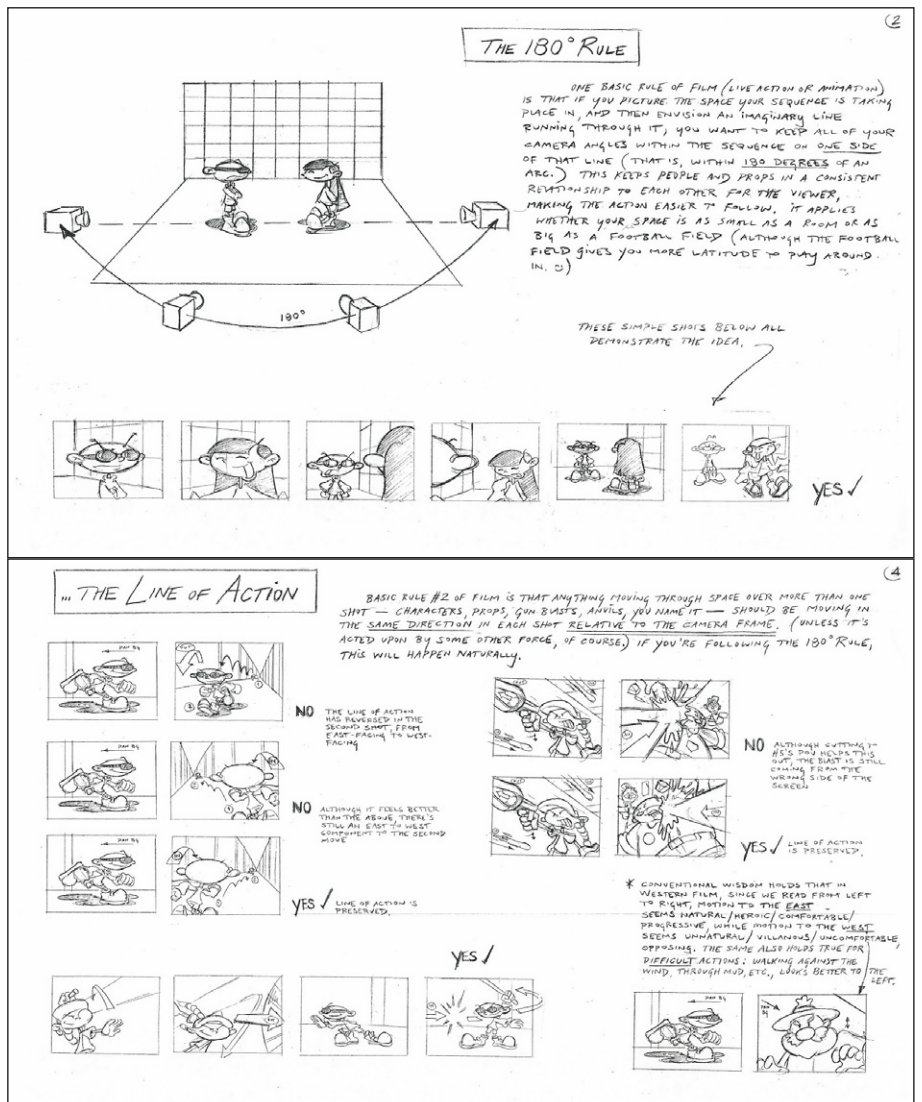 2
THE 180° RULE
ONE BASIC RULE OF FILM (LIVE ACTION OR ANIMATION)
IS THAT IF YOU PICTURE THE SPACE YOUR SEQUENCE IS TAKING
PLACE IN, AND THEN ENVISION AN IMAGINARY LINE
RUNNING THROUGH IT, YOU WANT TO KEEP ALL OF YOUR
CAMERA ANGLES WITHIN THE SEQUENCE ON ONE SIDE
OF THAT LINE (THAT IS, WITHIN 180 DEGREES OF AN
ARC.) THIS KEEPS PEOPLE AND PROPS IN A CONSISTENT
RELATIONSHIP TO EACH OTHER FOR THE VIEWER,
MAKING THE ACTION EASIER TO FOLLOW. IT APPLIES
WHETHER YOUR SPACE IS AS SMALL AS A ROOM OR AS
BIG AS A FOOTBALL FIELD (ALTHOUGH THE FOOTBALL
FIELD GIVES YOU MORE LATITUDE TO PLAY AROUND
IN. )
180°
THESE SIMPLE SHOTS BELOW ALL
DEMONSTRATE THE IDEA.
YES ✓
4
...THE LINE OF ACTION
BASIC RULE #2 OF FILM IS THAT ANYTHING MOVING THROUGH SPACE OVER MORE THAN ONE
SHOT — CHARACTERS, PROPS, GUN BLASTS, ANVILS, YOU NAME IT — SHOULD BE MOVING IN
THE SAME DIRECTION IN EACH SHOT RELATIVE TO THE CAMERA FRAME. (UNLESS IT'S
ACTED UPON BY SOME OTHER FORCE, OF COURSE.) IF YOU'RE FOLLOWING THE 180° RULE,
THIS WILL HAPPEN NATURALLY.
PAN BG
OUT
NO THE LINE OF ACTION
HAS REVERSED IN THE
SECOND SHOT, FROM
EAST-FACING TO WEST-
FACING
PAN BG
NO ALTHOUGH IT FEELS BETTER
THAN THE ABOVE, THERE'S
STILL AN EAST TO WEST
COMPONENT TO THE SECOND
MOVE
PAN BG
YES ✓ LINE OF ACTION IS
PRESERVED.
NO ALTHOUGH CUTTING TO
#5'S POV HELPS THIS
OUT, THE BLAST IS STILL
COMING FROM THE
WRONG SIDE OF THE
SCREEN
YES ✓ LINE OF ACTION
IS PRESERVED.
* CONVENTIONAL WISDOM HOLDS THAT IN
WESTERN FILM, SINCE WE READ FROM LEFT
TO RIGHT, MOTION TO THE EAST
SEEMS NATURAL/HEROIC/COMFORTABLE/
PROGRESSIVE, WHILE MOTION TO THE WEST
SEEMS UNNATURAL/VILLANOUS/UNCOMFORTABLE
OPPOSING. THE SAME ALSO HOLDS TRUE FOR
DIFFICULT ACTIONS: WALKING AGAINST THE
WIND, THROUGH MUD, ETC., LOOKS BETTER TO THE
LEFT.
YES ✓
PAN BG
PAN
BG